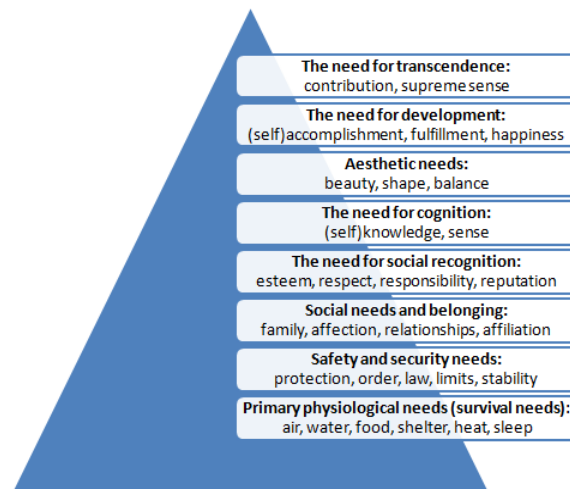 The need for transcendence:
contribution, supreme sense
The need for development:
(self)accomplishment, fulfillment, happiness
Aesthetic needs:
beauty, shape, balance
The need for cognition:
(self)knowledge, sense
The need for social recognition:
esteem, respect, responsibility, reputation
Social needs and belonging:
family, affection, relationships, affiliation
Safety and security needs:
protection, order, law, limits, stability
Primary physiological needs (survival needs):
air, water, food, shelter, heat, sleep